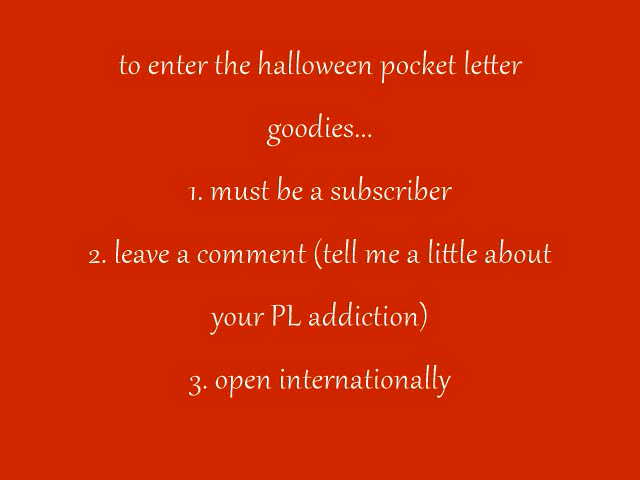 to enter the halloween pocket letter
goodies...
1. must be a subscriber
2. leave a comment (tell me a little about
your PL addiction)
3. open internationally